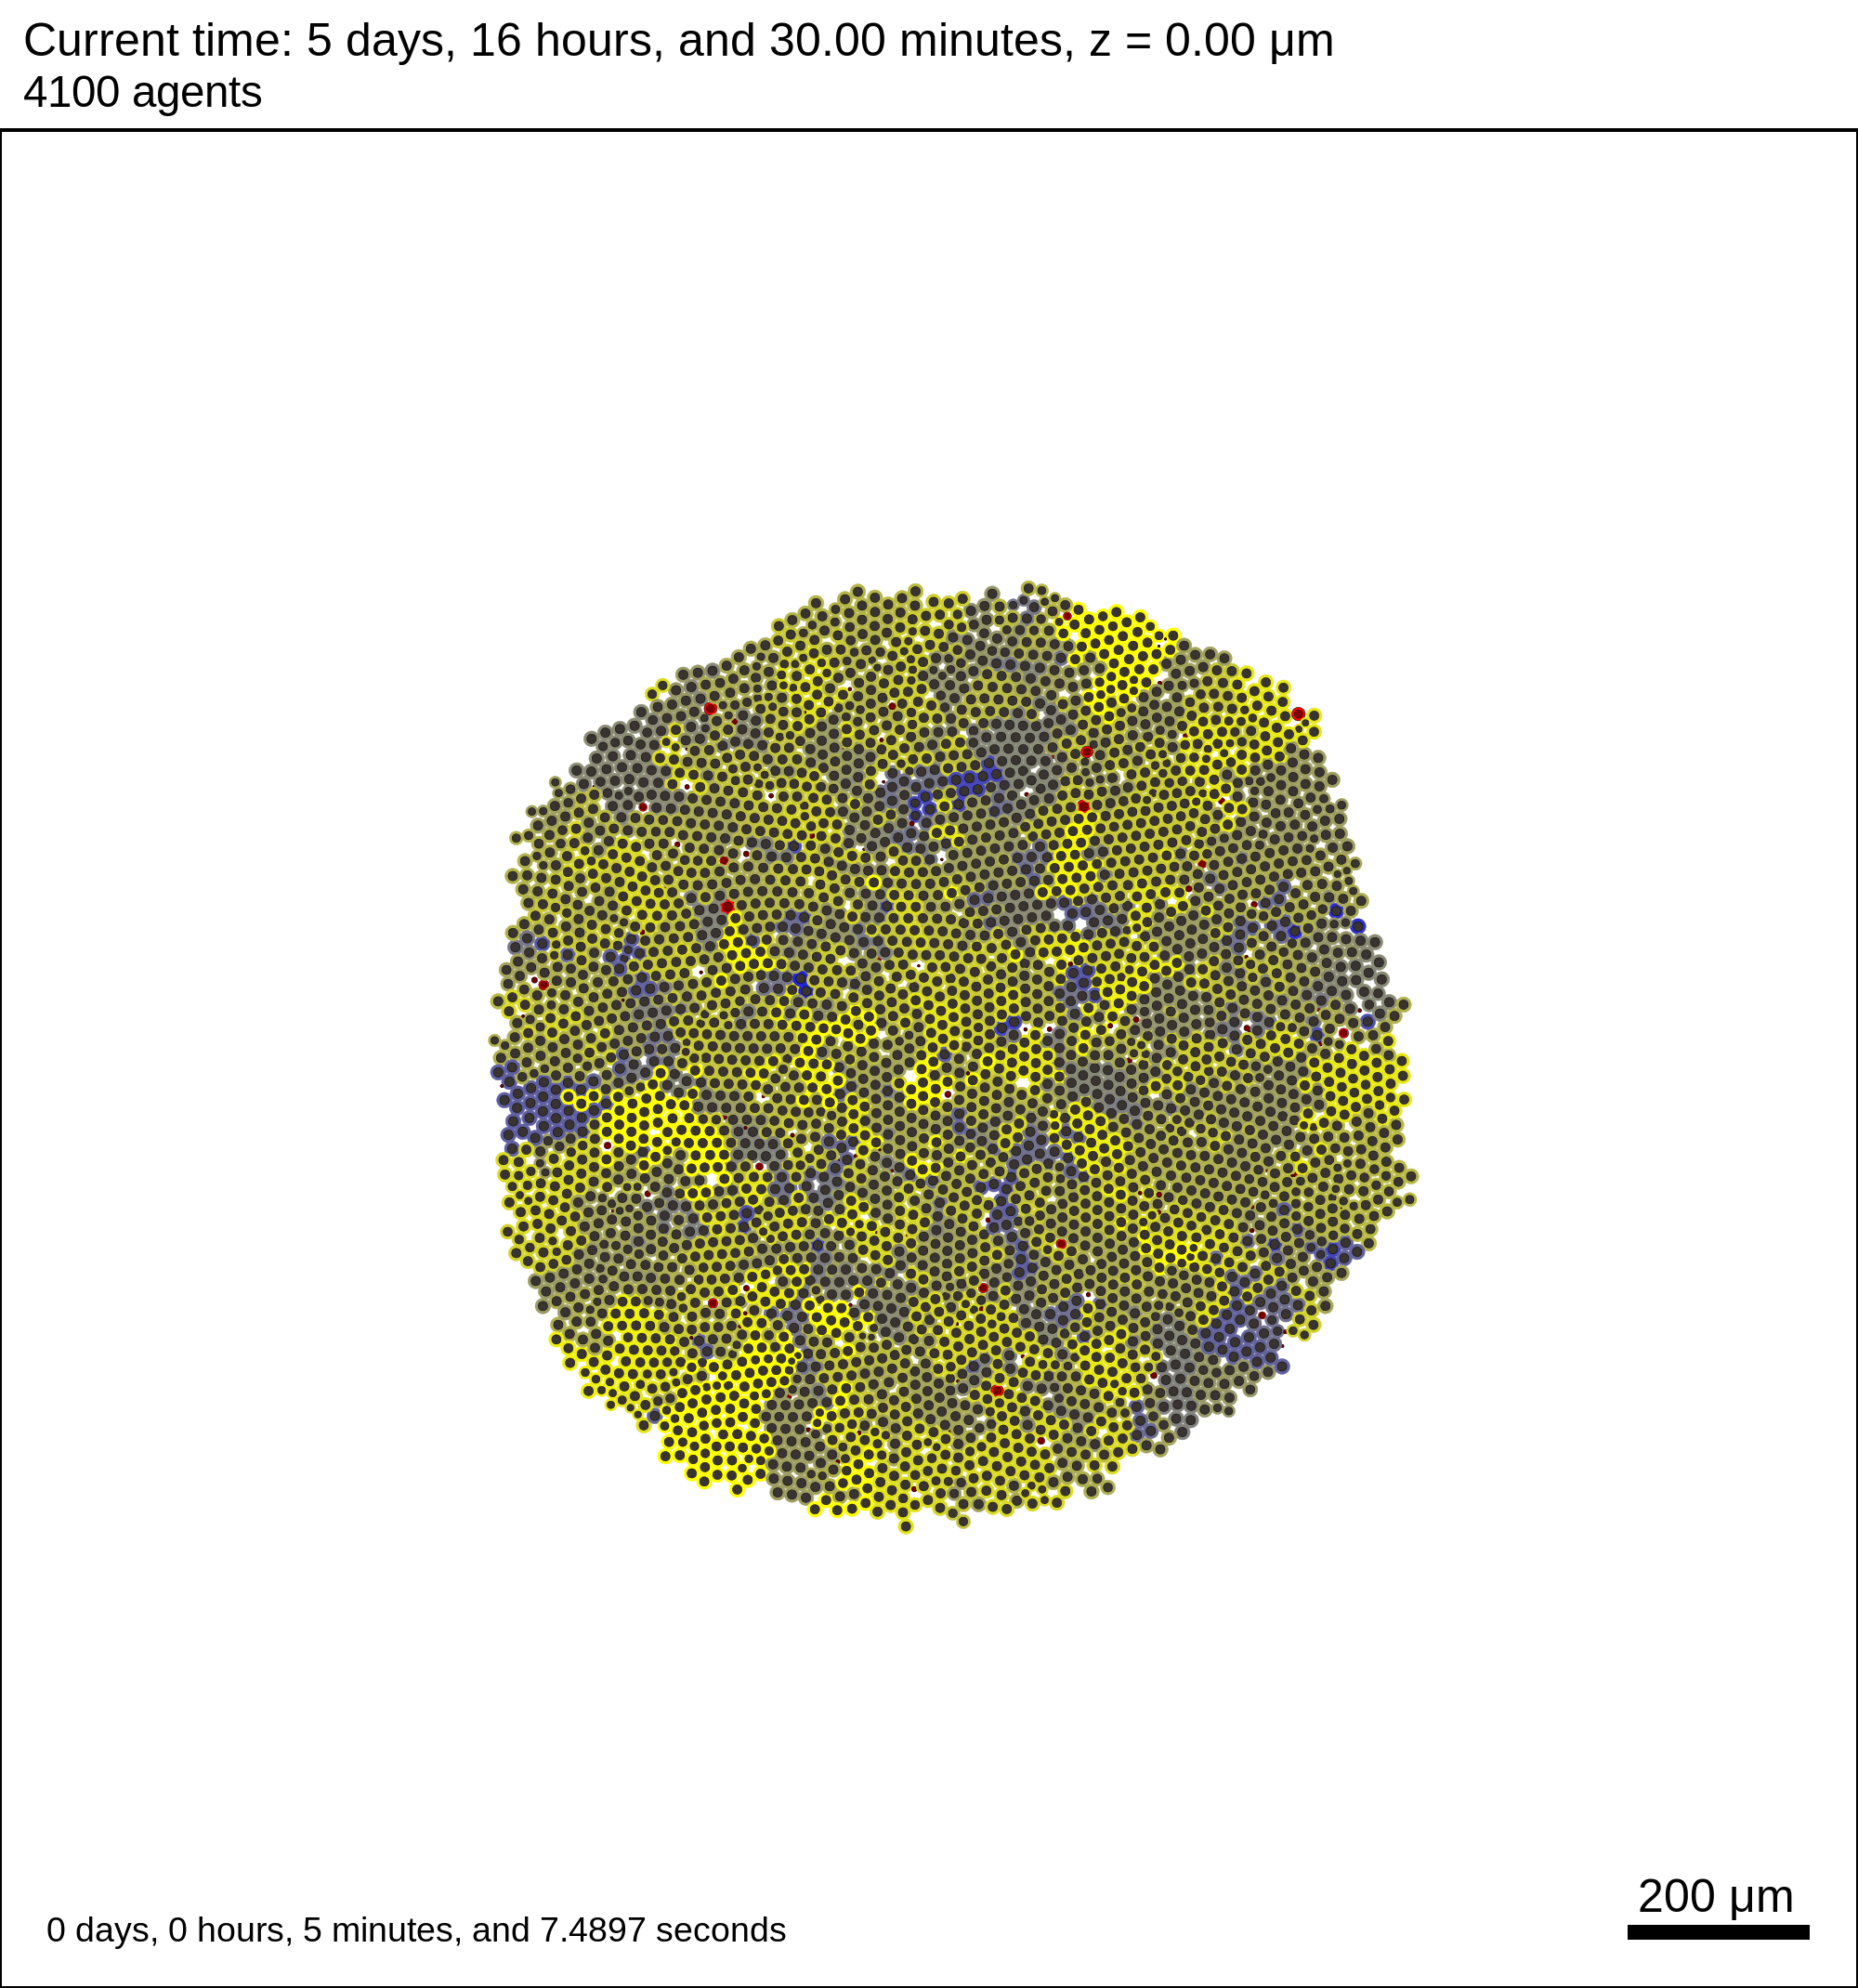 Current time: 5 days, 16 hours, and 30.00 minutes, z = 0.00 μm
4100 agents
200 μm
0 days, 0 hours, 5 minutes, and 7.4897 seconds